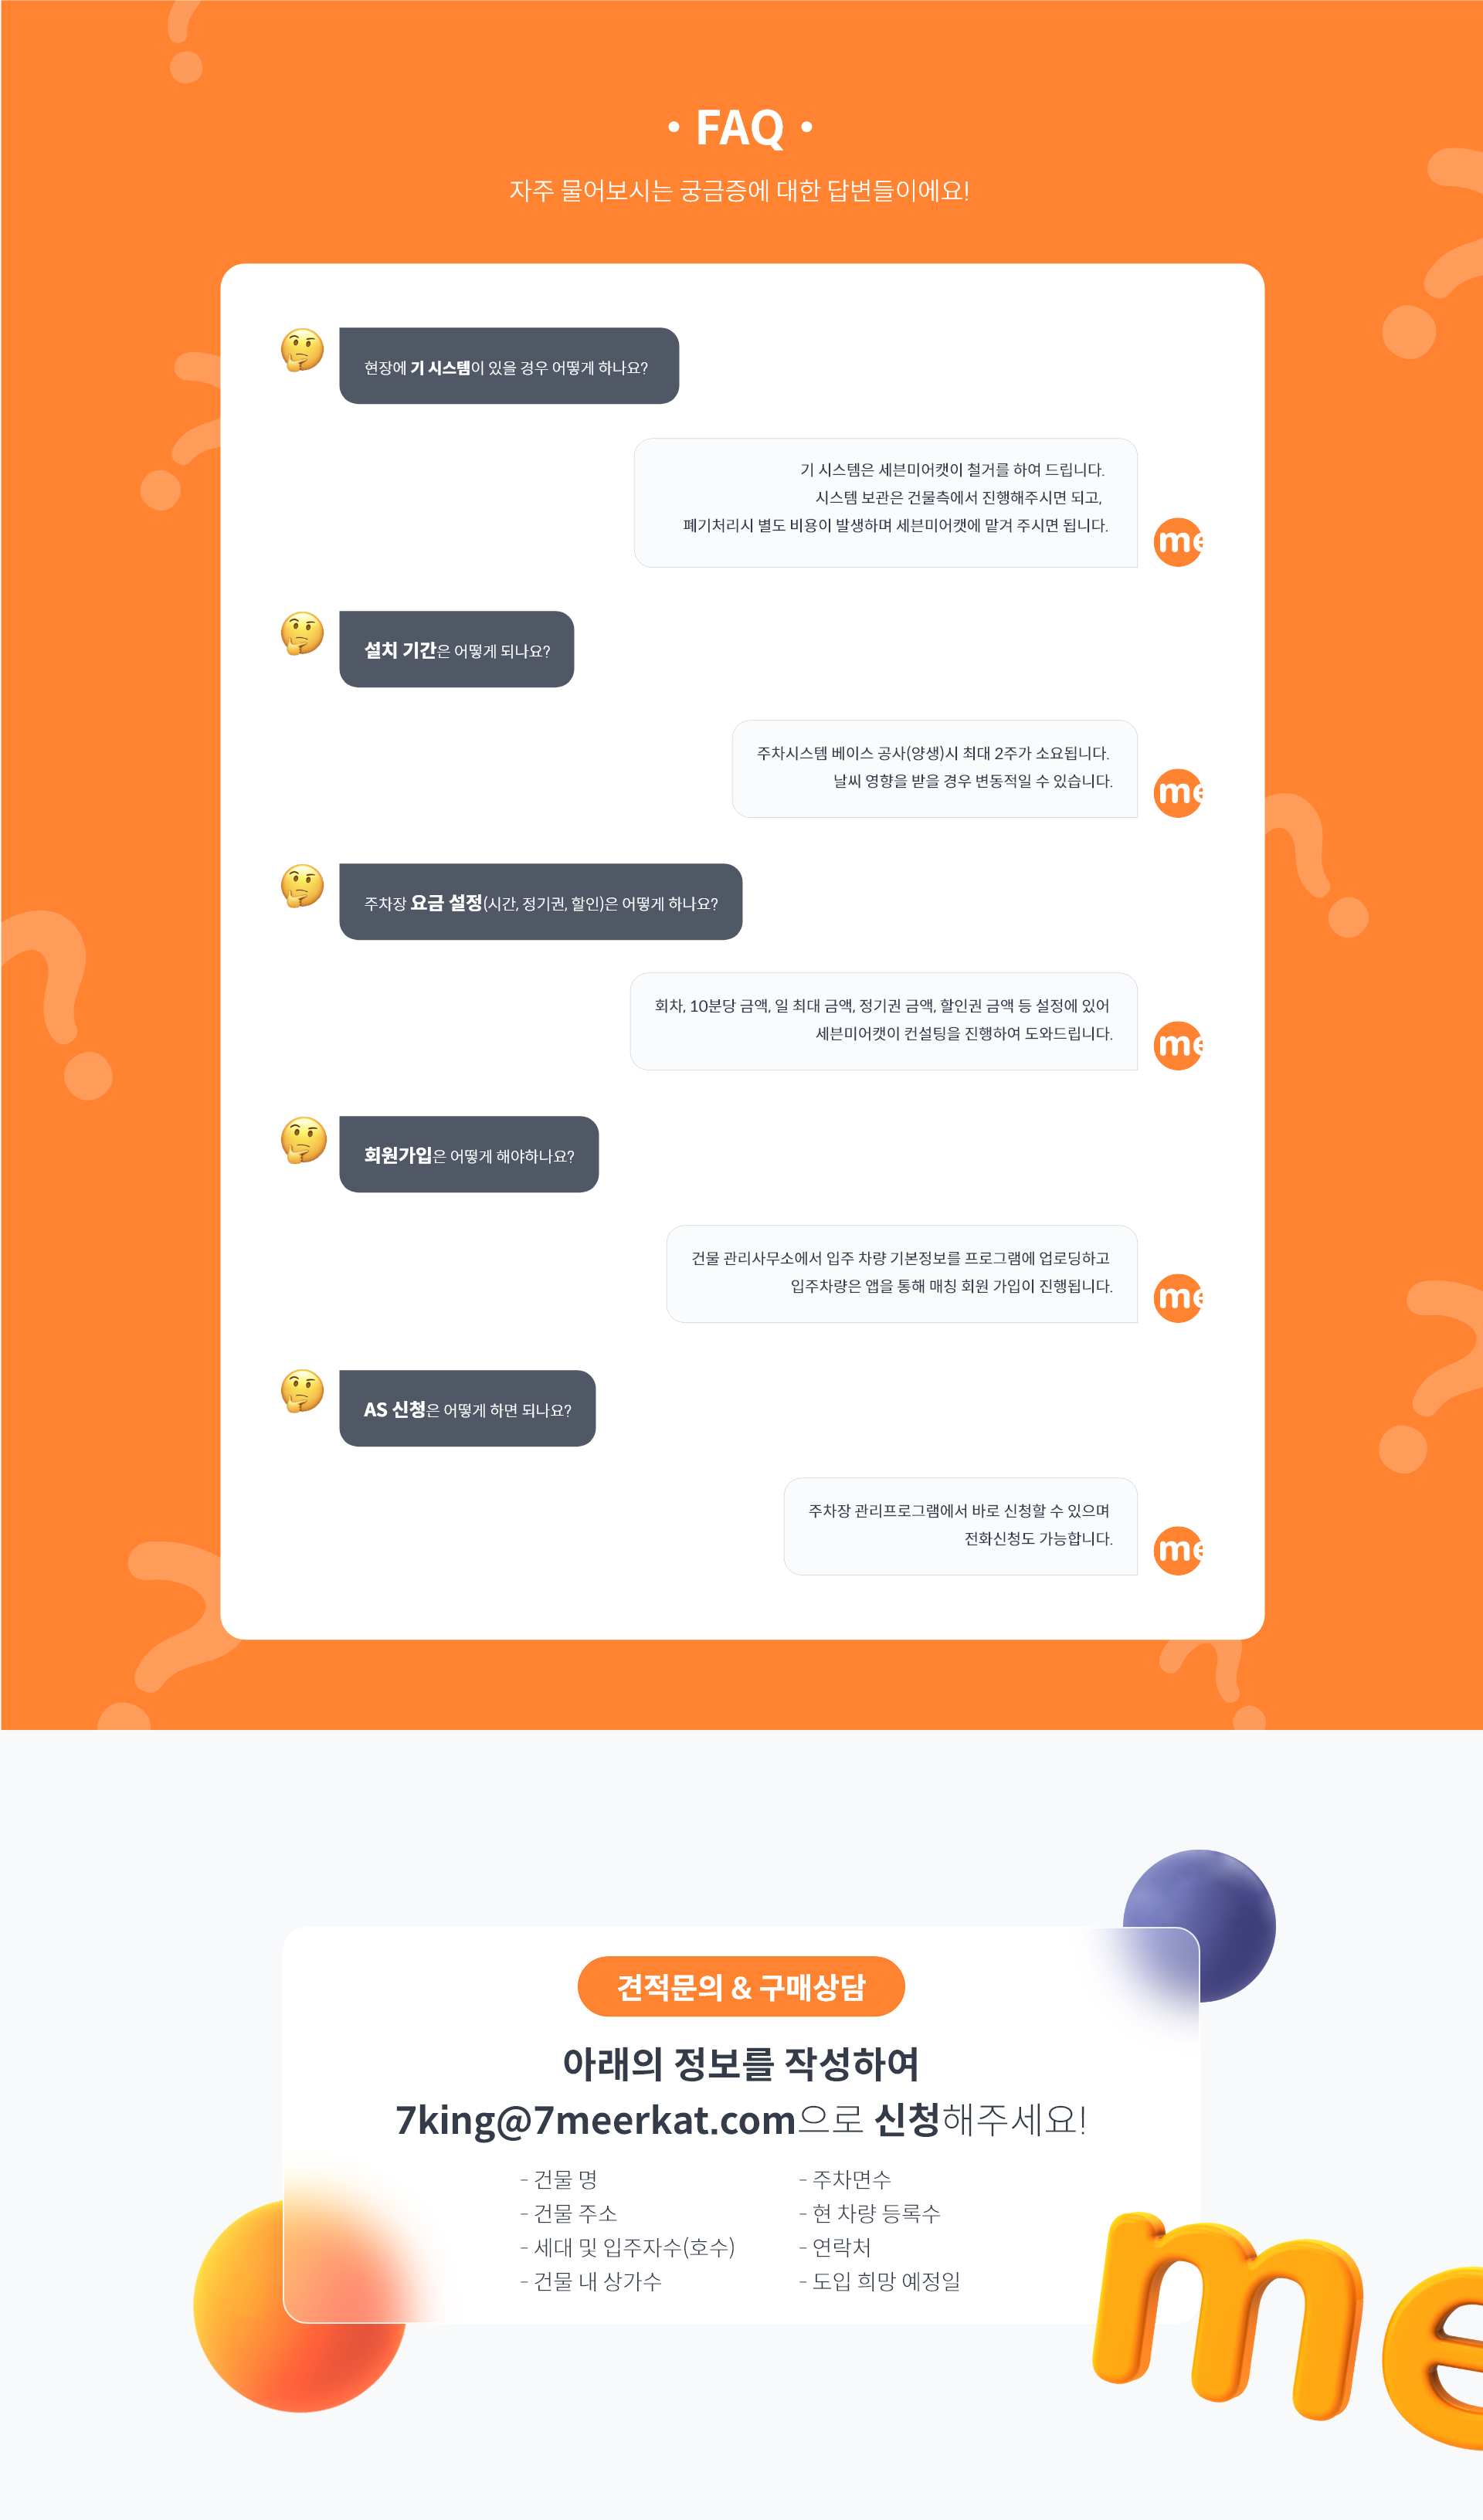 • FAQ •
자주 물어보시는 궁금증에 대한 답변들이에요!
현장에 기 시스템이 있을 경우 어떻게 하나요?
기 시스템은 세븐미어캣이 철거를 하여 드립니다.
시스템 보관은 건물측에서 진행해주시면 되고,
폐기처리시 별도 비용이 발생하며 세븐미어캣에 맡겨 주시면 됩니다.
me
설치 기간은 어떻게 되나요?
주차시스템 베이스 공사(양생)시 최대 2주가 소요됩니다.
날씨 영향을 받을 경우 변동적일 수 있습니다.
me
주차장 요금 설정(시간, 정기권, 할인)은 어떻게 하나요?
회차, 10분당 금액, 일 최대 금액, 정기권 금액, 할인권 금액 등 설정에 있어
세븐미어캣이 컨설팅을 진행하여 도와드립니다.
me
회원가입은 어떻게 해야하나요?
건물 관리사무소에서 입주 차량 기본정보를 프로그램에 업로딩하고
입주차량은 앱을 통해 매칭 회원 가입이 진행됩니다.
me
AS 신청은 어떻게 하면 되나요?
주차장 관리프로그램에서 바로 신청할 수 있으며
전화신청도 가능합니다.
me
견적문의 & 구매상담
아래의 정보를 작성하여
7king@7meerkat.com으로 신청해주세요!
- 건물 명
- 건물 주소
- 세대 및 입주자수(호수)
- 건물 내 상가수
- 주차면수
- 현 차량 등록수
- 연락처
- 도입 희망 예정일
me